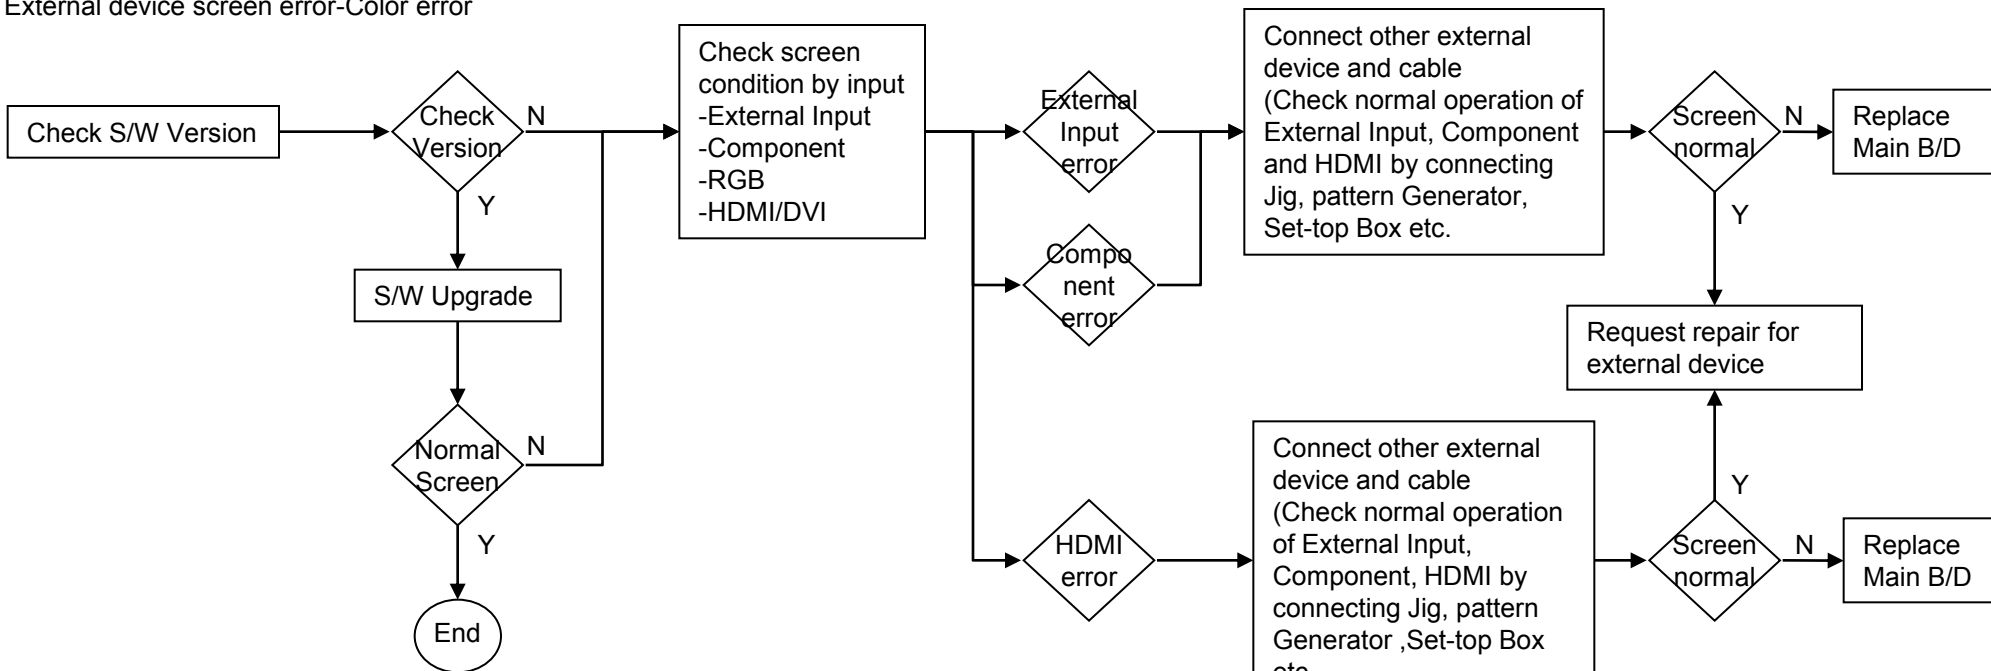 External device screen error-Color error
Check S/W Version
Check
Version
N
Y
S/W Upgrade
Normal
Screen
N
Y
End
Check screen
condition by input
-External Input
-Component
-RGB
-HDMI/DVI
External
Input
error
Compo
nent
error
HDMI
error
Connect other external
device and cable
(Check normal operation of
External Input, Component
and HDMI by connecting
Jig, pattern Generator,
Set-top Box etc.
Screen
normal
N
Replace
Main B/D
Y
Request repair for
external device
Connect other external
device and cable
(Check normal operation
of External Input,
Component, HDMI by
connecting Jig, pattern
Generator ,Set-top Box
etc.
Y
Screen
normal
N
Replace
Main B/D